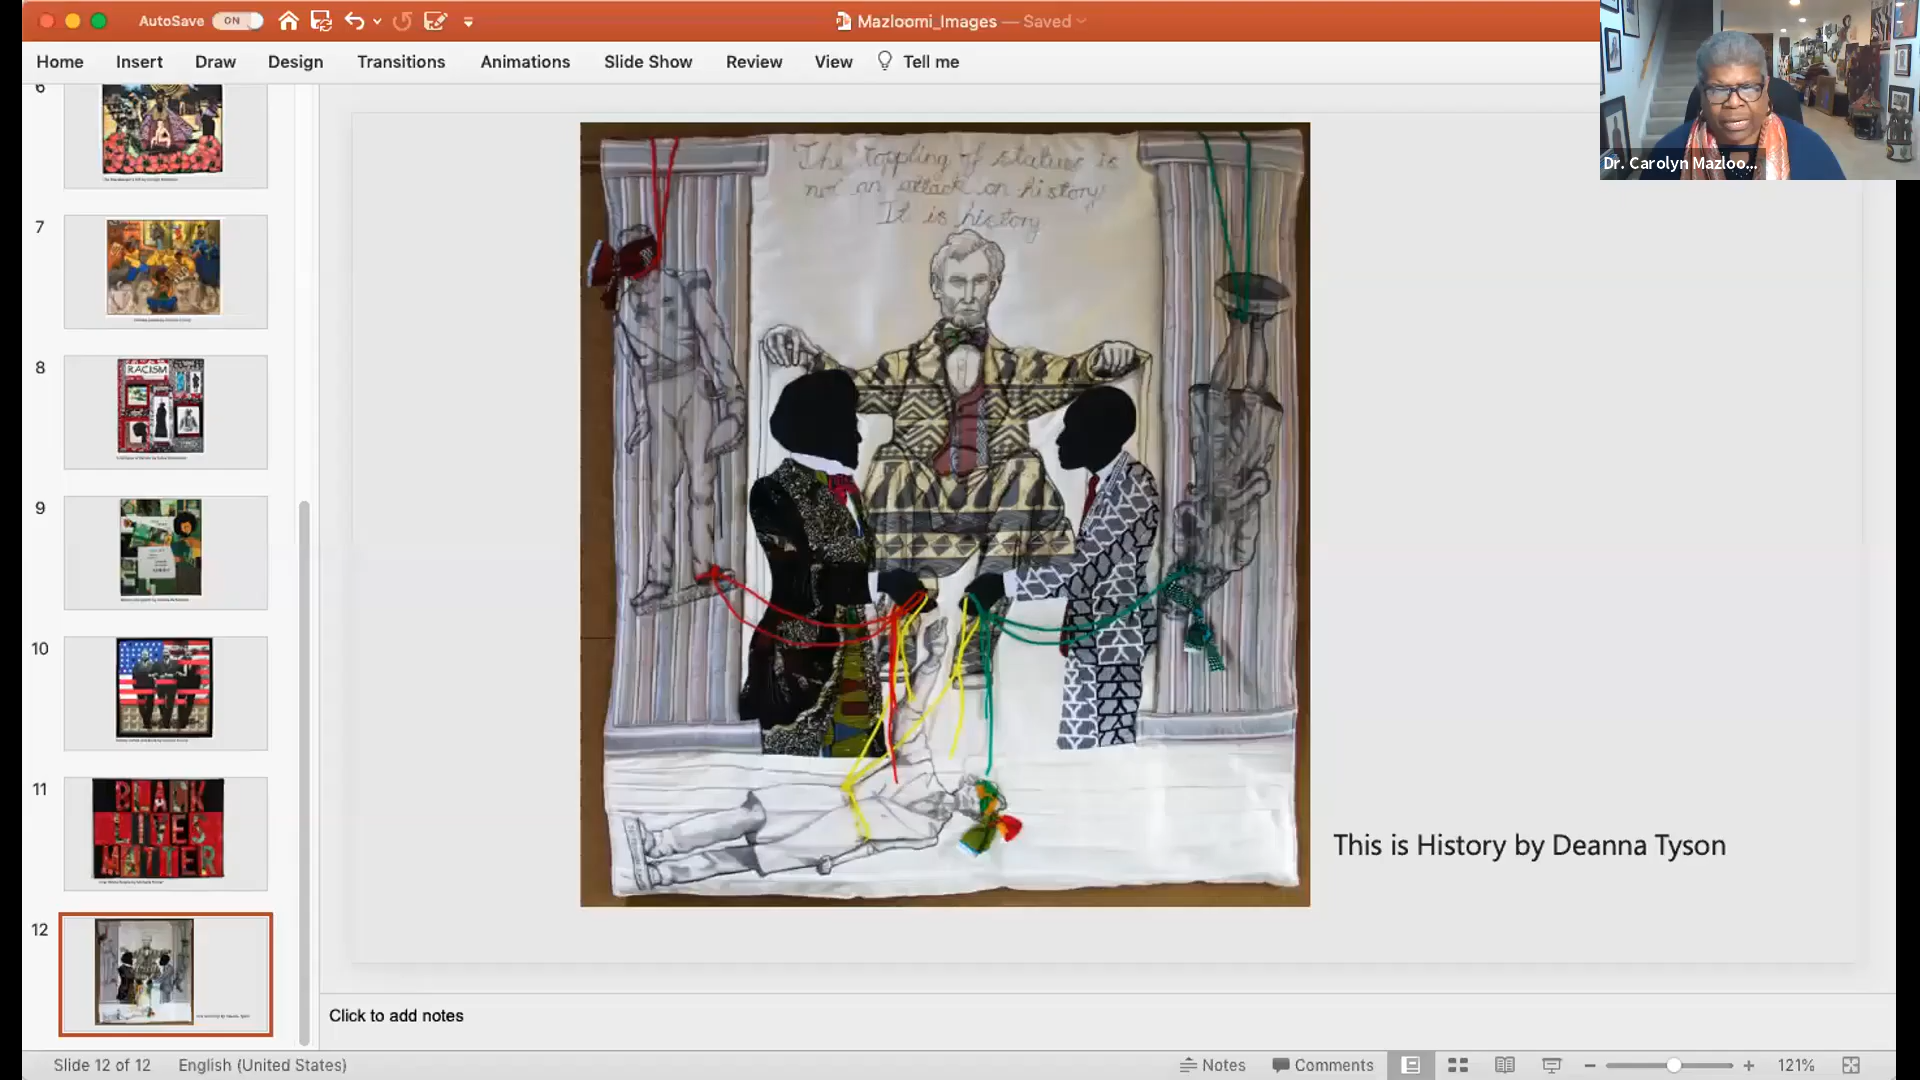 AutoSave ON
Mazloomi_Images — Saved
Home Insert Draw Design Transitions Animations Slide Show Review View Tell me
Dr. Carolyn Mazloo...
6
7
8
RACISM
9
10
11
BLACK
LIVES
MATTER
12
The toppling of statues is
not an attack on history.
It is history
This is History by Deanna Tyson
Click to add notes
Slide 12 of 12 English (United States) Notes Comments 121%